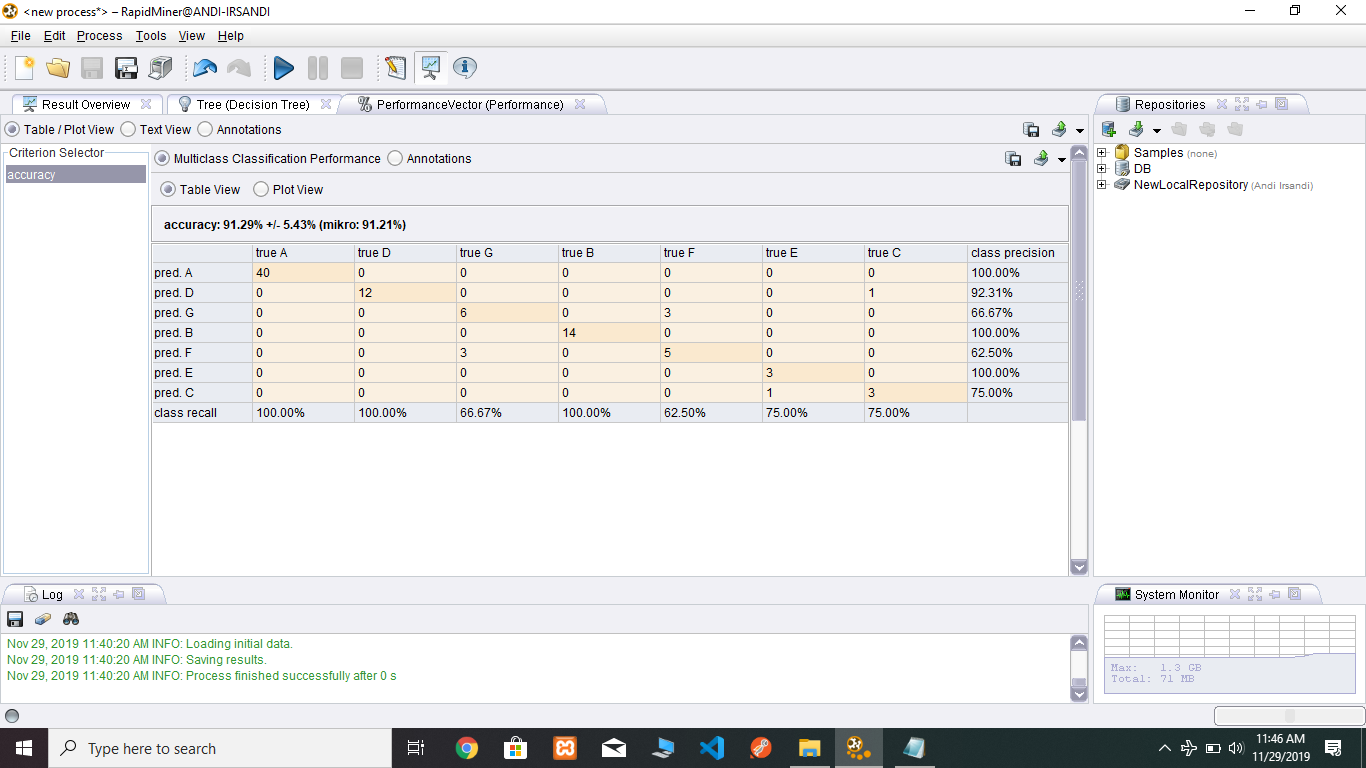 <new process*> – RapidMiner@ANDI-IRSANDI
File Edit Process Tools View Help
Result Overview Tree (Decision Tree) PerformanceVector (Performance) Repositories
Table / Plot View Text View Annotations
Criterion Selector
accuracy
Multiclass Classification Performance Annotations
Table View Plot View
accuracy: 91.29% +/- 5.43% (mikro: 91.21%)
true A true D true G true B true F true E true C class precision
pred. A 40 0 0 0 0 0 0 100.00%
pred. D 0 12 0 0 0 0 1 92.31%
pred. G 0 0 6 0 3 0 0 66.67%
pred. B 0 0 0 14 0 0 0 100.00%
pred. F 0 0 3 0 5 0 0 62.50%
pred. E 0 0 0 0 0 3 0 100.00%
pred. C 0 0 0 0 0 1 3 75.00%
class recall 100.00% 100.00% 66.67% 100.00% 62.50% 75.00% 75.00%
Samples (none)
DB
NewLocalRepository (Andi Irsandi)
Log
Nov 29, 2019 11:40:20 AM INFO: Loading initial data.
Nov 29, 2019 11:40:20 AM INFO: Saving results.
Nov 29, 2019 11:40:20 AM INFO: Process finished successfully after 0 s
System Monitor
Max: 1.3 GB
Total: 71 MB
Type here to search
11:46 AM
11/29/2019